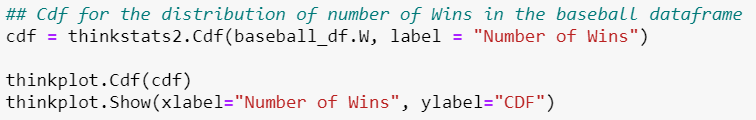 ## Cdf for the distribution of number of Wins in the baseball dataframe
cdf = thinkstats2.Cdf(baseball_df.W, label = "Number of Wins")
thinkplot.Cdf(cdf)
thinkplot.Show(xlabel="Number of Wins", ylabel="CDF")